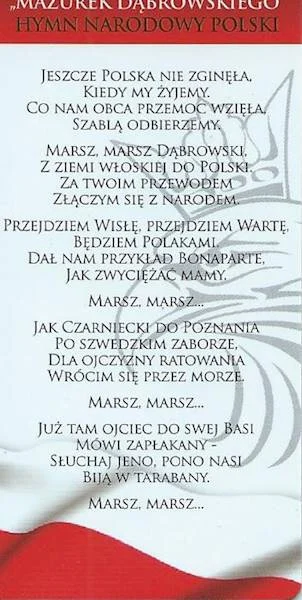 „MAZUREK DĄBROWSKIEGO
HYMN NARODOWY POLSKI
JESZCZE POLSKA NIE ZGINĘŁA,
KIEDY MY ŻYJEMY.
CO NAM OBCA PRZEMOC WZIĘŁA,
SZABLĄ ODBIERZEMY.
MARSZ, MARSZ DĄBROWSKI,
Z ZIEMI WŁOSKIEJ DO POLSKI.
ZA TWOIM PRZEWODEM
ZŁĄCZYM SIĘ Z NARODEM.
PRZEJDZIEM WISŁĘ, PRZEJDZIEM WARTĘ,
BĘDZIEM POLAKAMI.
DAŁ NAM PRZYKŁAD BONAPARTE,
JAK ZWYCIĘŻAĆ MAMY.
MARSZ, MARSZ...
JAK CZARNIECKI DO POZNANIA
PO SZWEDZKIM ZABORZE,
DLA OJCZYZNY RATOWANIA
WRÓCIM SIĘ PRZEZ MORZE.
MARSZ, MARSZ...
JUŻ TAM OJCIEC DO SWEJ BASI
MÓWI ZAPŁAKANY -
SŁUCHAJ JENO, PONO NASI
BIJĄ W TARABANY.
MARSZ, MARSZ...